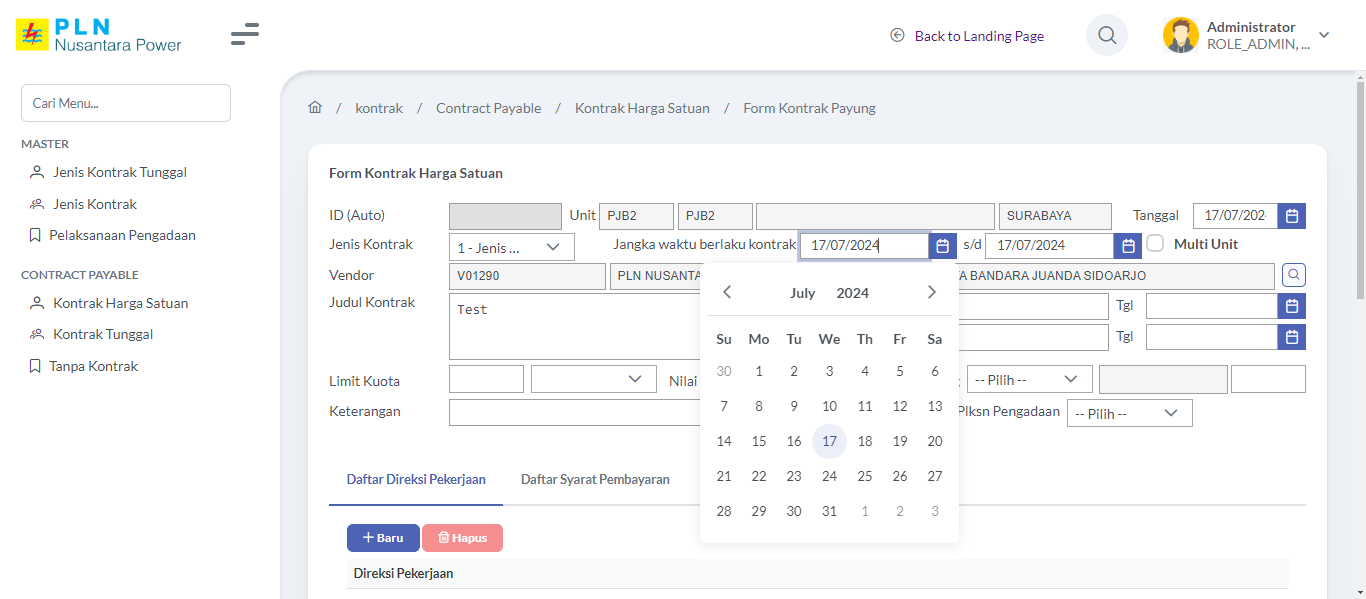 PLN
Nusantara Power
Back to Landing Page
Administrator
ROLE_ADMIN, ...
Cari Menu...
MASTER
Jenis Kontrak Tunggal
Jenis Kontrak
Pelaksanaan Pengadaan
CONTRACT PAYABLE
Kontrak Harga Satuan
Kontrak Tunggal
Tanpa Kontrak
/ kontrak / Contract Payable / Kontrak Harga Satuan / Form Kontrak Payung
Form Kontrak Harga Satuan
ID (Auto) Unit PJB2 PJB2 SURABAYA Tanggal 17/07/202
Jenis Kontrak 1 - Jenis ... Jangka waktu berlaku kontrak 17/07/2024 s/d 17/07/2024 Multi Unit
Vendor V01290 PLN NUSANTA BANDARA JUANDA SIDOARJO
Judul Kontrak Test Tgl
Tgl
Limit Kuota Nilai -- Pilih --
Keterangan Plksn Pengadaan -- Pilih --
July 2024
Su Mo Tu We Th Fr Sa
30 1 2 3 4 5 6
7 8 9 10 11 12 13
14 15 16 17 18 19 20
21 22 23 24 25 26 27
28 29 30 31 1 2 3
Daftar Direksi Pekerjaan Daftar Syarat Pembayaran
+ Baru Hapus
Direksi Pekerjaan